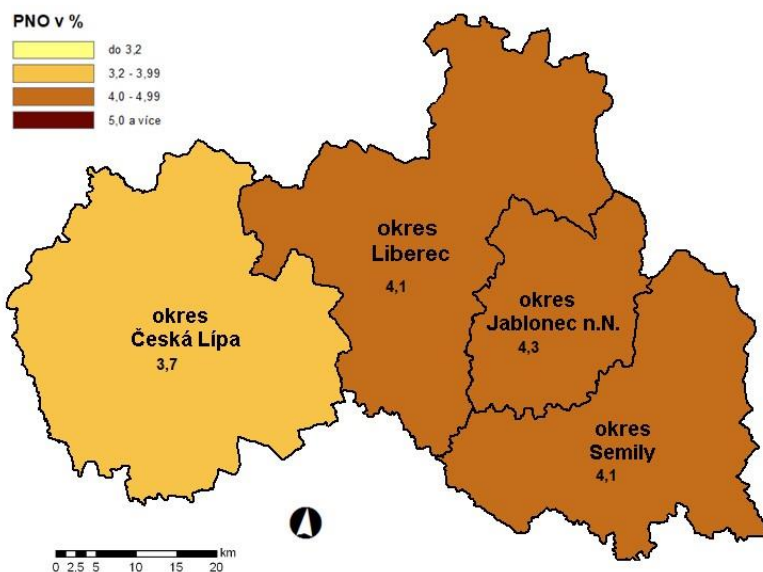 PNO v %
do 3,2
3,2 - 3,99
4,0 - 4,99
5,0 a více
okres
Liberec
4,1
okres
Jablonec n.N.
4,3
okres
Česká Lípa
3,7
okres
Semily
4,1
km
0 2,5 5 10 15 20